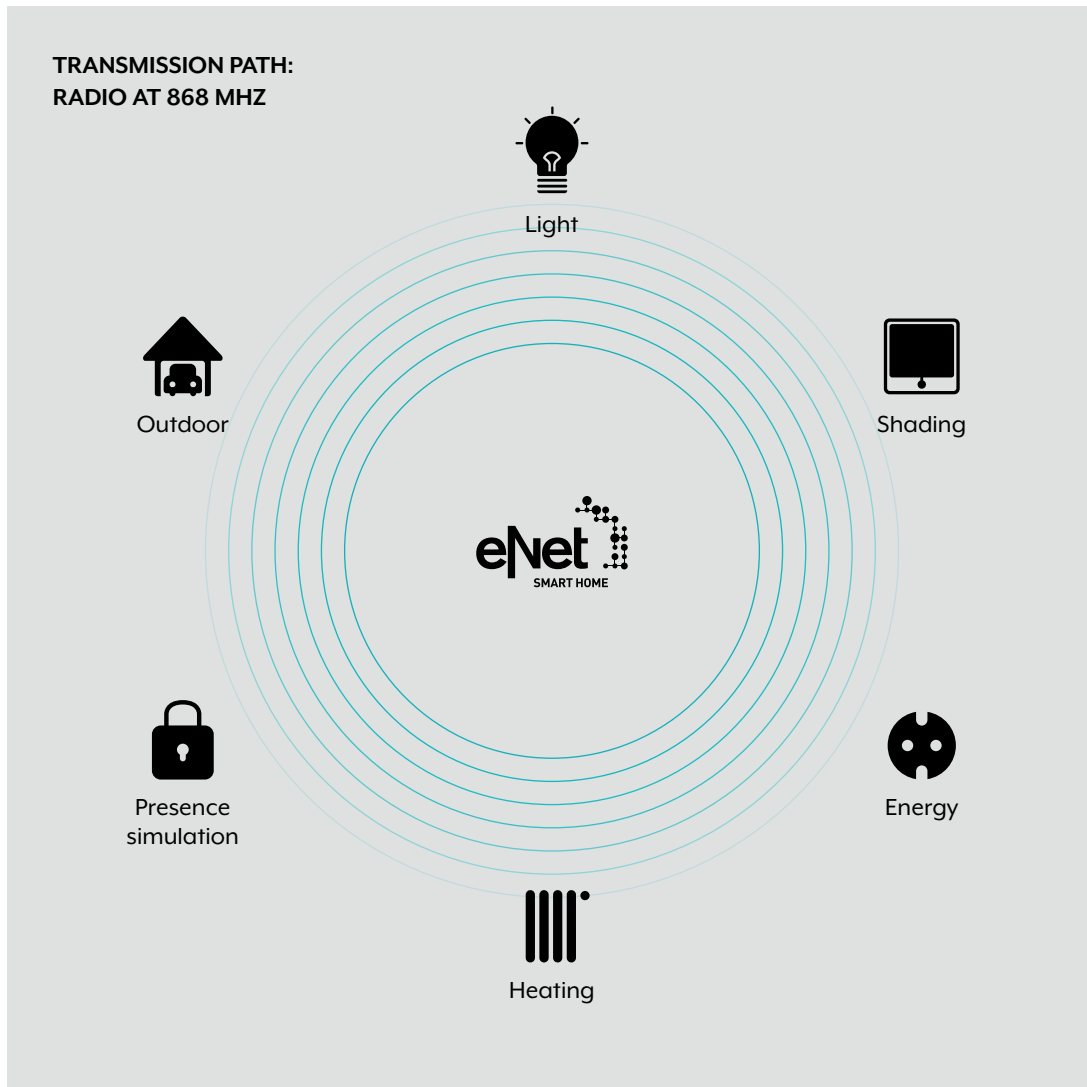 TRANSMISSION PATH:
RADIO AT 868 MHZ
Light
Outdoor
Shading
eNet
SMART HOME
Presence
simulation
Energy
Heating